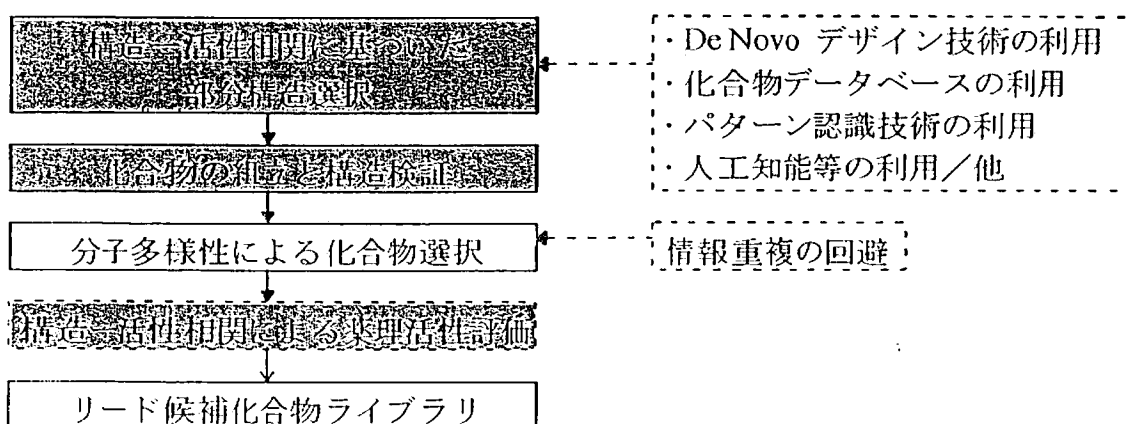 構造－活性相関に基づいた
部分構造選択
化合物の組立と構造検証
分子多様性による化合物選択
構造－活性相関による薬理活性評価
リード候補化合物ライブラリ
・De Novo デザイン技術の利用
・化合物データベースの利用
・パターン認識技術の利用
・人工知能等の利用／他
情報重複の回避